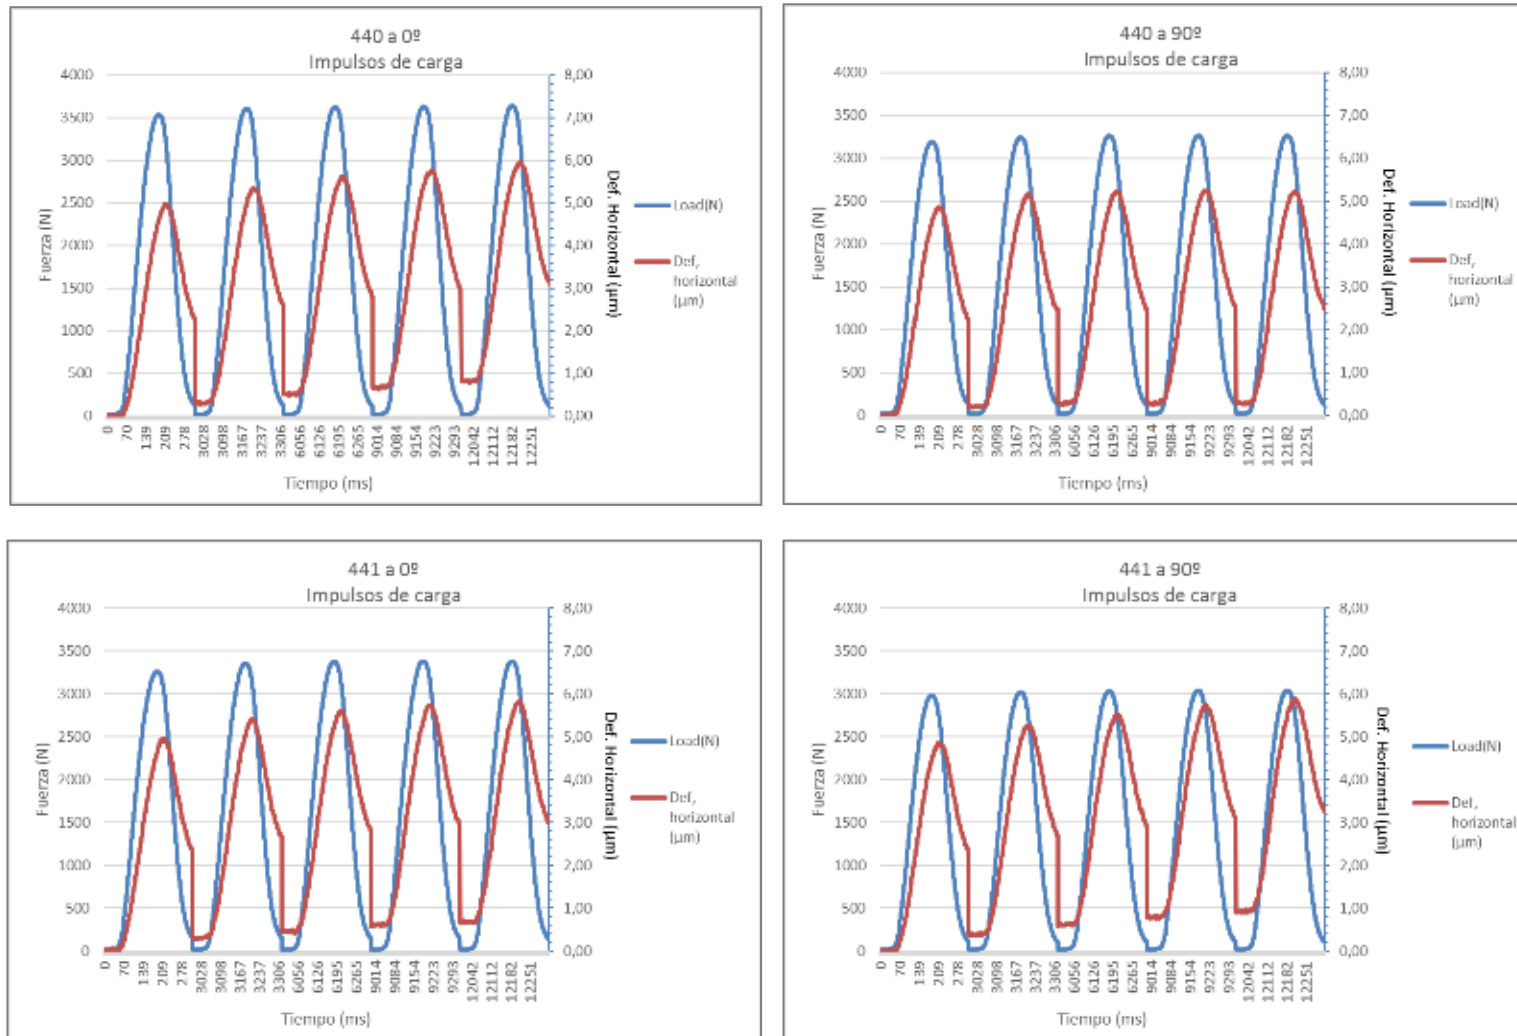 440 a 0º
Impulsos de carga
4000
3500
3000
2500
2000
1500
1000
500
0
Fuerza (N)
8,00
7,00
6,00
5,00
4,00
3,00
2,00
1,00
0,00
Def. Horizontal (µm)
Load(N)
Def,
horizontal
(µm)
0 70 139 209 278 3028 3098 3167 3237 3306 6056 6126 6195 6265 9014 9084 9154 9223 9293 12042 12112 12182 12251
Tiempo (ms)
440 a 90º
Impulsos de carga
4000
3500
3000
2500
2000
1500
1000
500
0
Fuerza (N)
8,00
7,00
6,00
5,00
4,00
3,00
2,00
1,00
0,00
Def. Horizontal (µm)
Load(N)
Def,
horizontal
(µm)
0 70 139 209 278 3028 3098 3167 3237 3306 6056 6126 6195 6265 9014 9084 9154 9223 9293 12042 12112 12182 12251
Tiempo (ms)
441 a 0º
Impulsos de carga
4000
3500
3000
2500
2000
1500
1000
500
0
Fuerza (N)
8,00
7,00
6,00
5,00
4,00
3,00
2,00
1,00
0,00
Def. Horizontal (µm)
Load(N)
Def,
horizontal
(µm)
0 70 139 209 278 3028 3098 3167 3237 3306 6056 6126 6195 6265 9014 9084 9154 9223 9293 12042 12112 12182 12251
Tiempo (ms)
441 a 90º
Impulsos de carga
4000
3500
3000
2500
2000
1500
1000
500
0
Fuerza (N)
8,00
7,00
6,00
5,00
4,00
3,00
2,00
1,00
0,00
Def. Horizontal (µm)
Load(N)
Def,
horizontal
(µm)
0 70 139 209 278 3028 3098 3167 3237 3306 6056 6126 6195 6265 9014 9084 9154 9223 9293 12042 12112 12182 12251
Tiempo (ms)